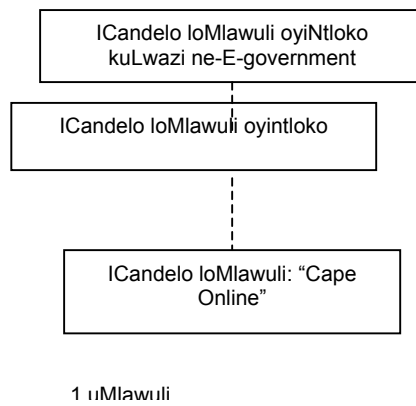 ICandelo loMlawuli oyiNtloko
kuLwazi ne-E-government
ICandelo loMlawuli oyintloko
ICandelo loMlawuli: “Cape
Online”
1 uMlawuli